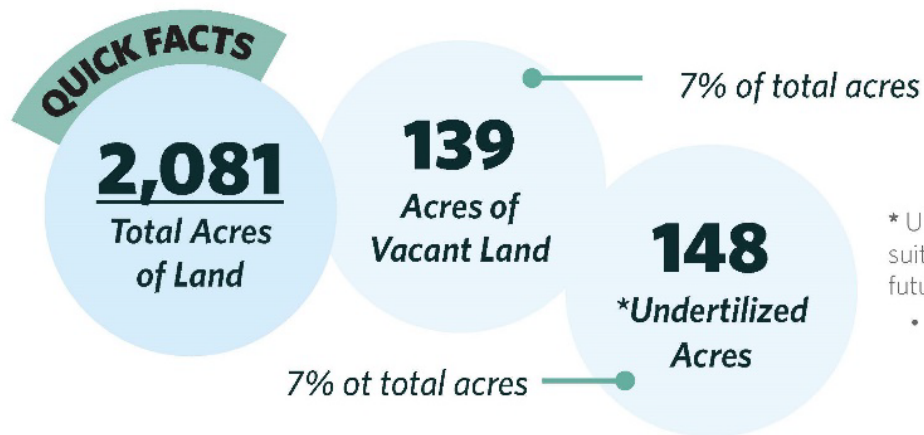 QUICK FACTS
2,081
Total Acres
of Land
139
Acres of
Vacant Land
7% of total acres
148
*Undertilized
Acres
7% ot total acres
*
•